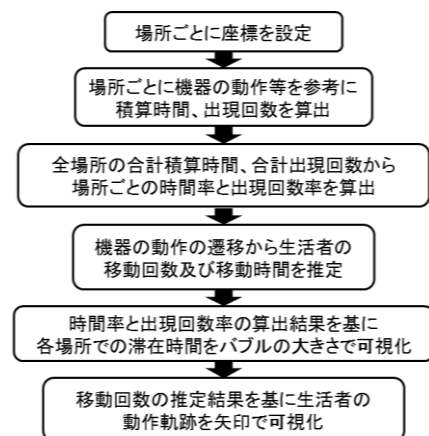 場所ごとに座標を設定
場所ごとに機器の動作等を参考に
積算時間、出現回数を算出
全場所の合計積算時間、合計出現回数から
場所ごとの時間率と出現回数率を算出
機器の動作の遷移から生活者の
移動回数及び移動時間を推定
時間率と出現回数率の算出結果を基に
各場所での滞在時間をバブルの大きさで可視化
移動回数の推定結果を基に生活者の
動作軌跡を矢印で可視化